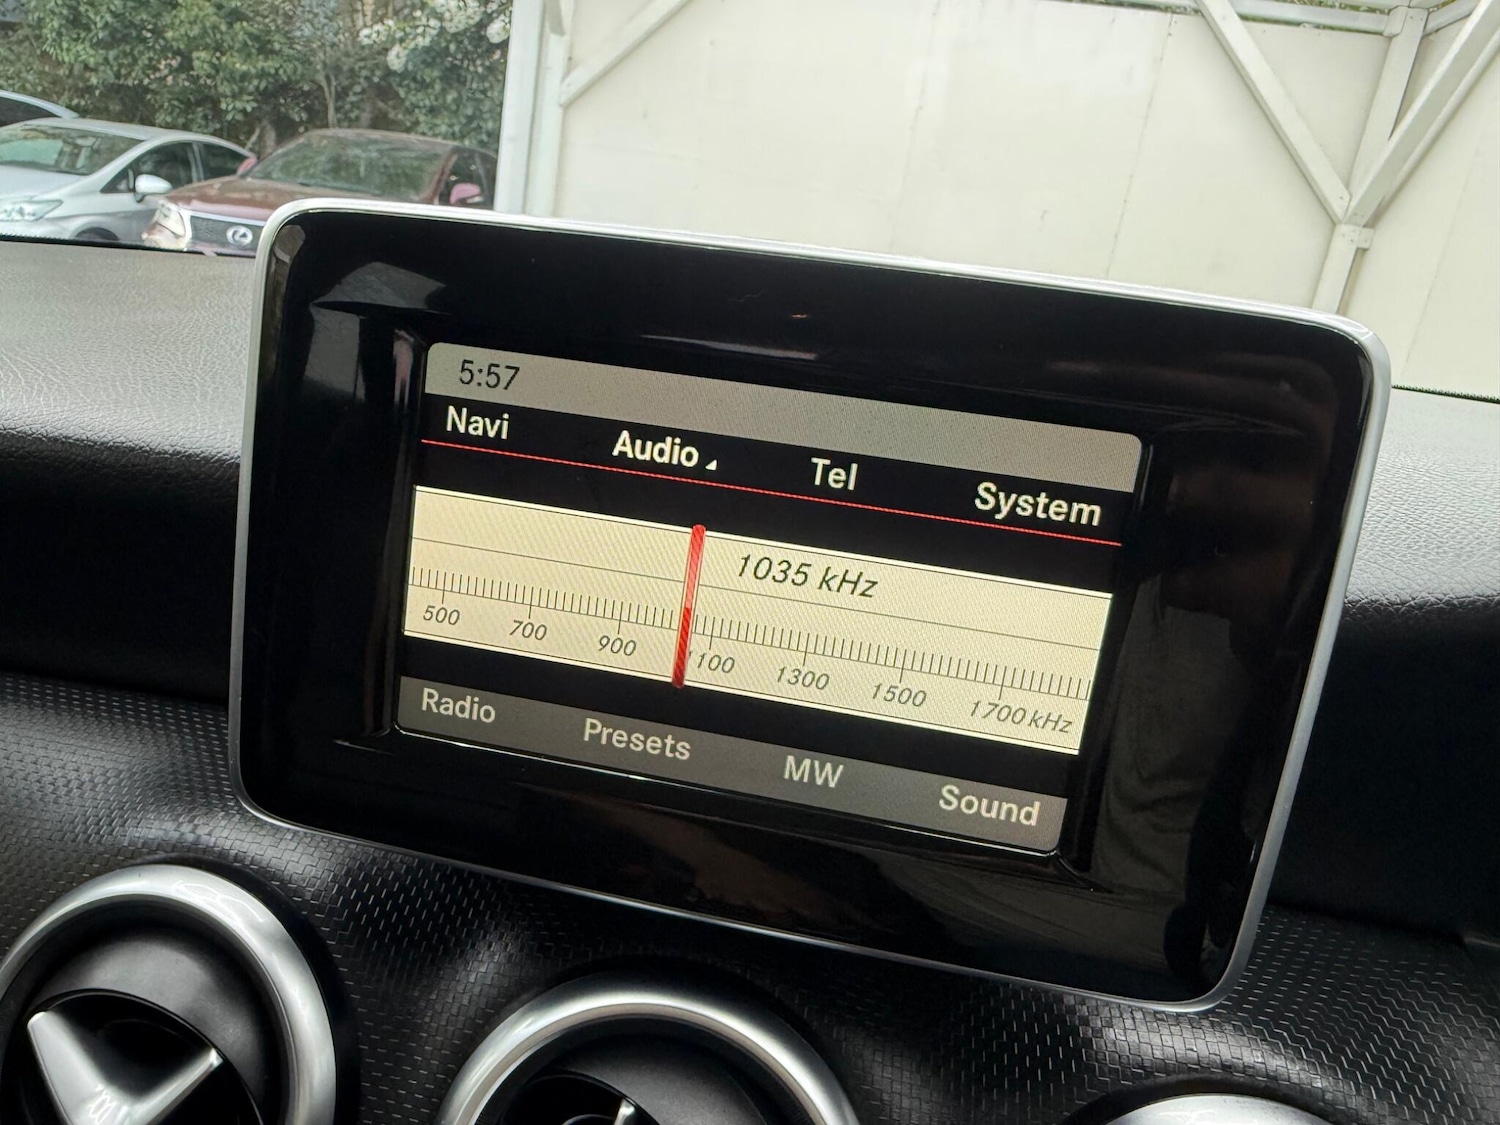 5:57
Navi Audio Tel System
1035 kHz
500 700 900 1100 1300 1500 1700 kHz
Radio Presets MW Sound